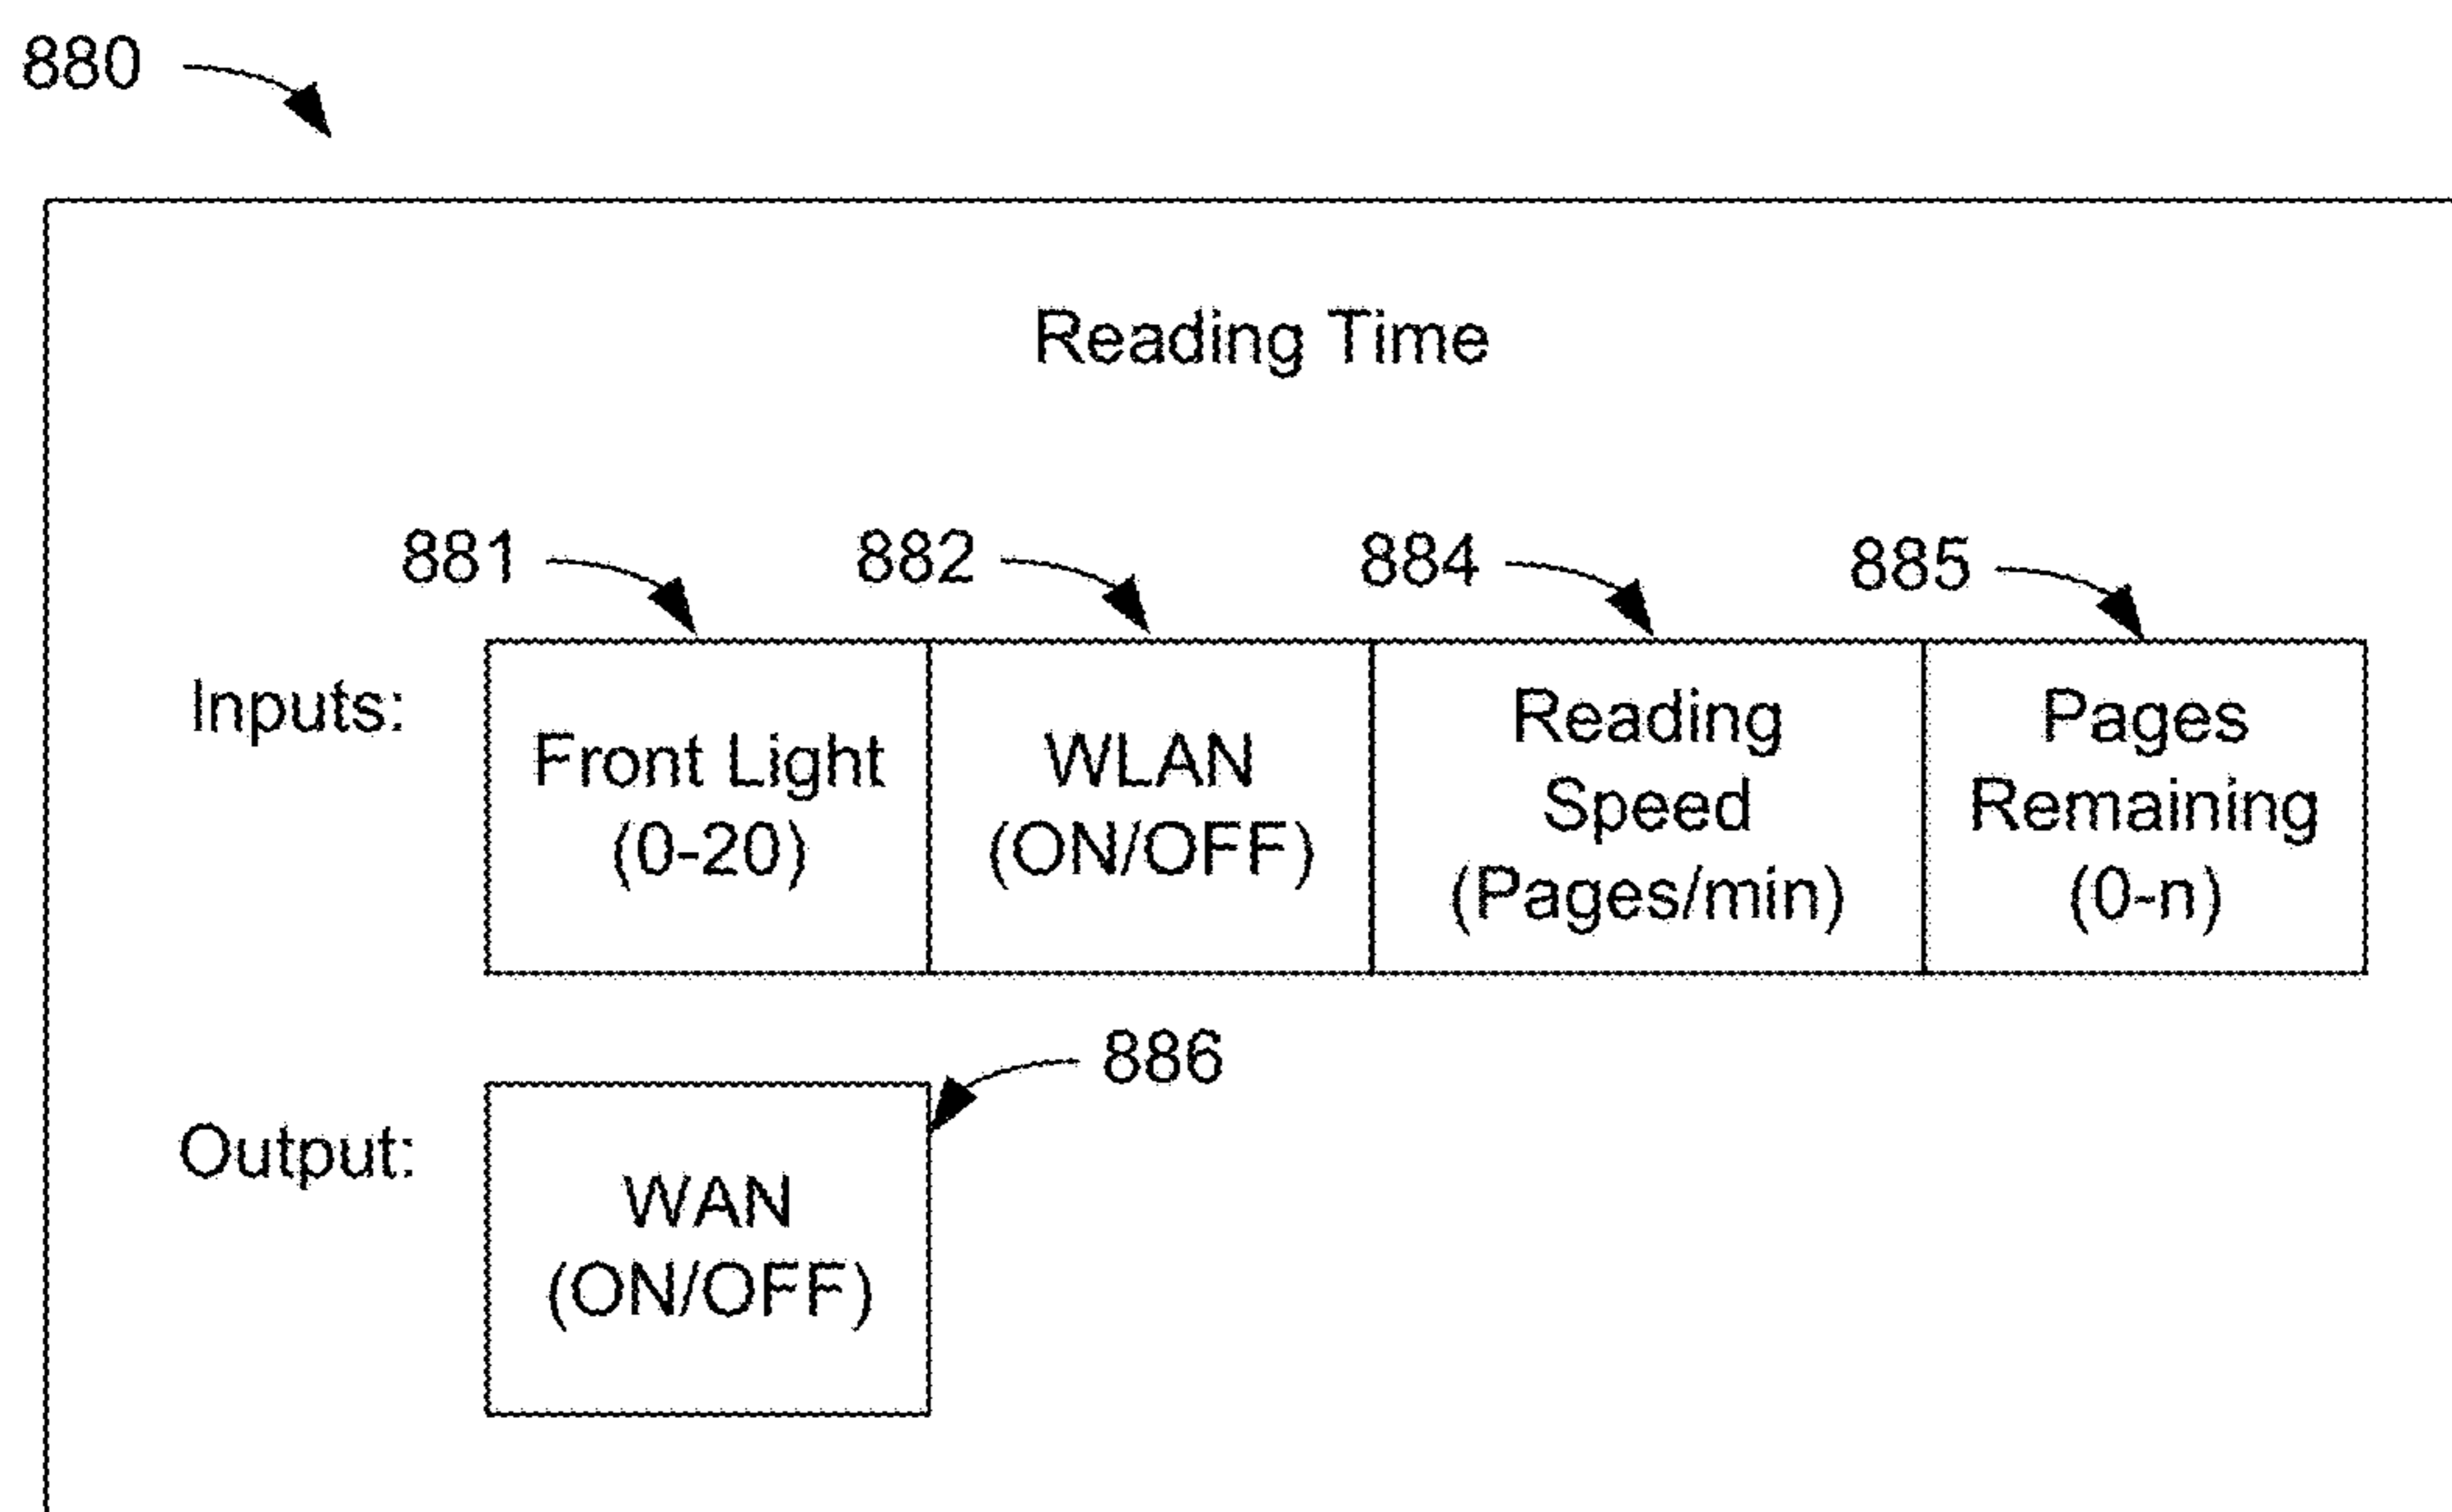 880
Reading Time
881
882
884
885
Inputs:
Front Light
(0-20)
WLAN
(ON/OFF)
Reading
Speed
(Pages/min)
Pages
Remaining
(0-n)
886
Output:
WAN
(ON/OFF)